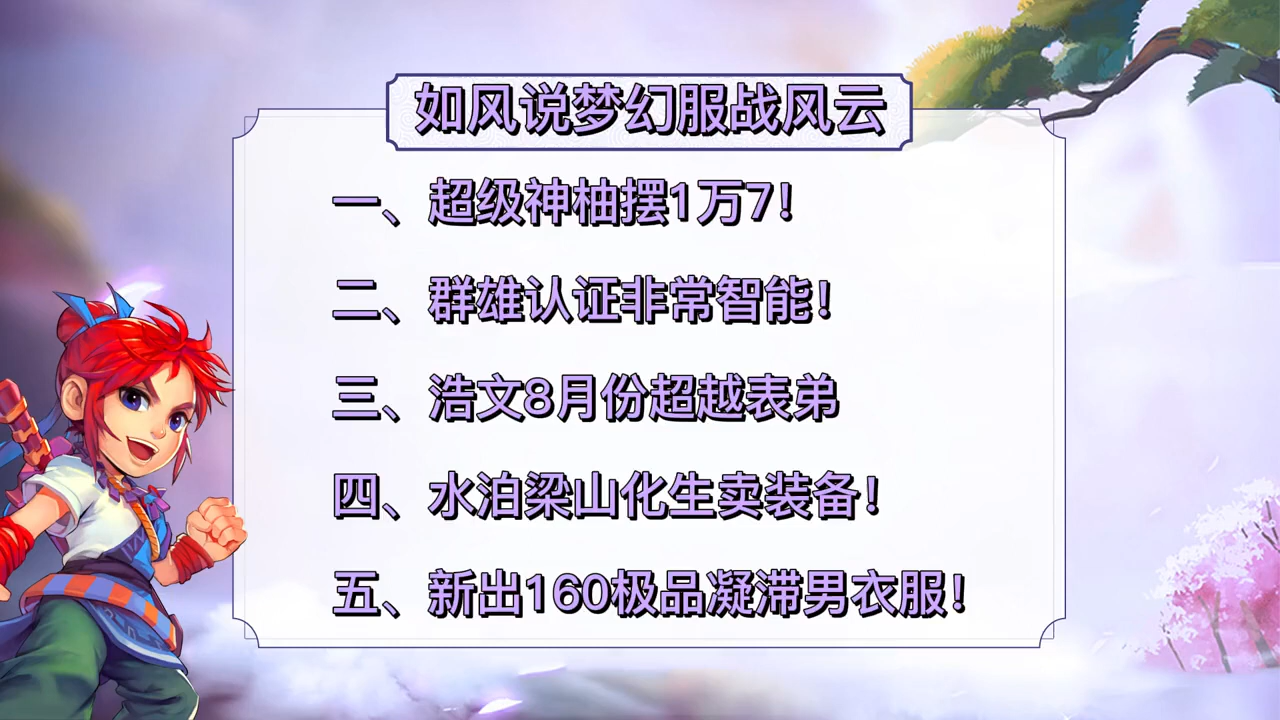 如风说梦幻服战风云
一、超级神柚摆1万7!
二、群雄认证非常智能!
三、浩文8月份超越表弟
四、水泊梁山化生卖装备!
五、新出160极品凝滞男衣服!